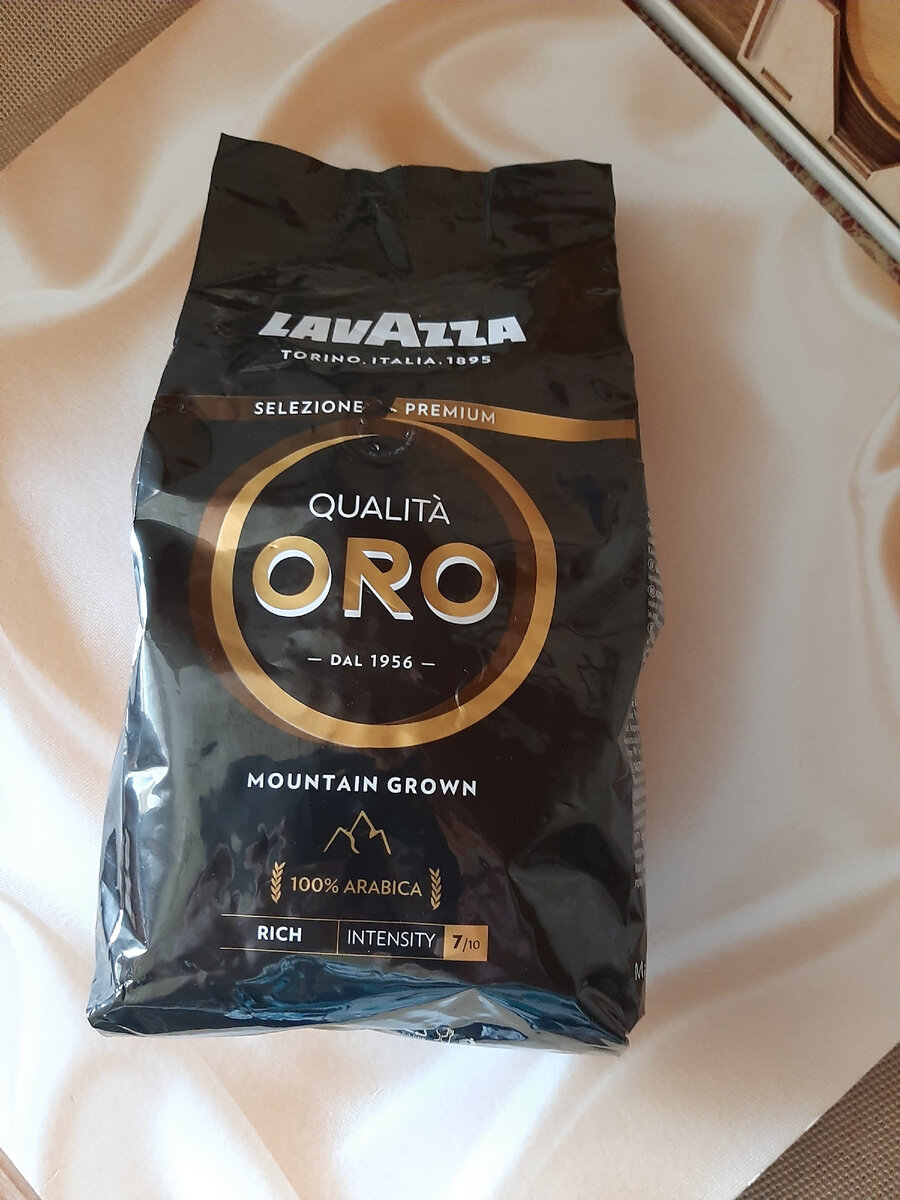 LAVAZZA
TORINO, ITALIA, 1895
SELEZIONE PREMIUM
QUALITÀ
ORO
— DAL 1956 —
MOUNTAIN GROWN
100% ARABICA
RICH INTENSITY 7/10